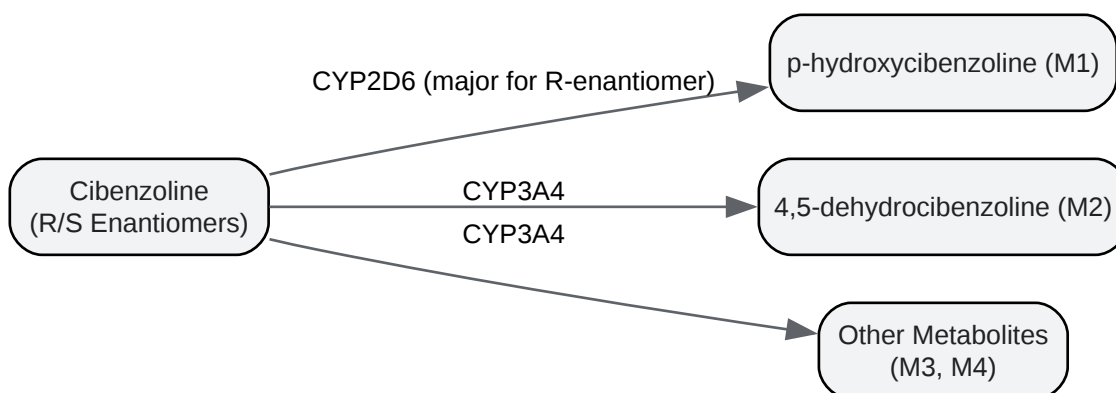 p-hydroxycibenzoline (M1)
CYP2D6 (major for R-enantiomer)
Cibenzoline
(R/S Enantiomers)
CYP3A4
4,5-dehydrocibenzoline (M2)
CYP3A4
Other Metabolites
(M3, M4)